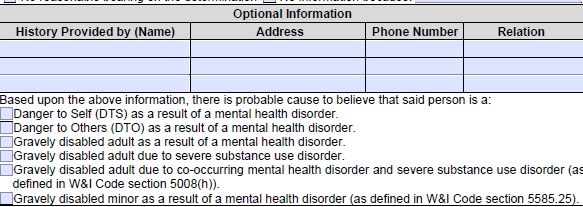 Optional Information
History Provided by (Name) Address Phone Number Relation
Based upon the above information, there is probable cause to believe that said person is a:
Danger to Self (DTS) as a result of a mental health disorder.
Danger to Others (DTO) as a result of a mental health disorder.
Gravely disabled adult as a result of a mental health disorder.
Gravely disabled adult due to severe substance use disorder.
Gravely disabled adult due to co-occurring mental health disorder and severe substance use disorder (as
defined in W&I Code section 5008(h)).
Gravely disabled minor as a result of a mental health disorder (as defined in W&I Code section 5585.25).